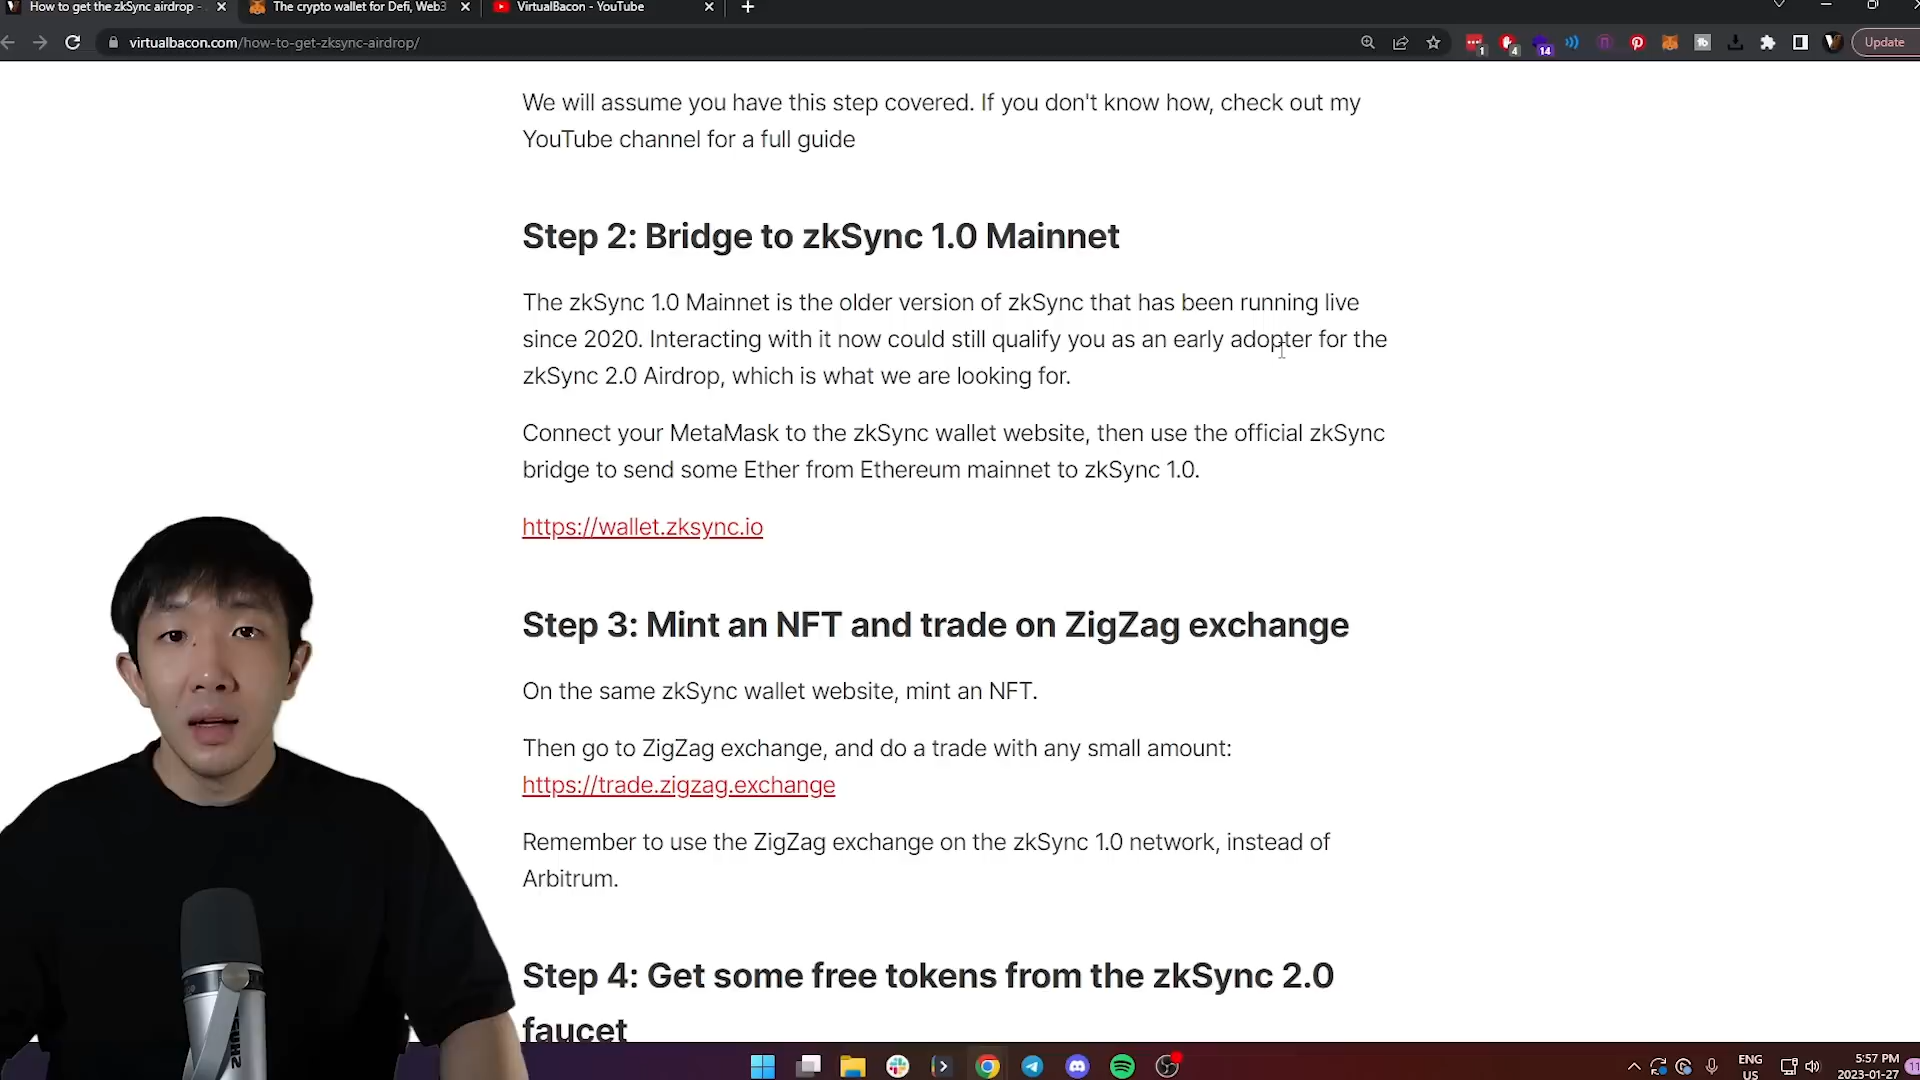 How to get the zkSync airdrop -
The crypto wallet for Defi, Web3
VirtualBacon - YouTube
virtualbacon.com/how-to-get-zksync-airdrop/
1
4
14
Update
We will assume you have this step covered. If you don't know how, check out my
YouTube channel for a full guide
Step 2: Bridge to zkSync 1.0 Mainnet
The zkSync 1.0 Mainnet is the older version of zkSync that has been running live
since 2020. Interacting with it now could still qualify you as an early adopter for the
zkSync 2.0 Airdrop, which is what we are looking for.
Connect your MetaMask to the zkSync wallet website, then use the official zkSync
bridge to send some Ether from Ethereum mainnet to zkSync 1.0.
https://wallet.zksync.io
Step 3: Mint an NFT and trade on ZigZag exchange
On the same zkSync wallet website, mint an NFT.
Then go to ZigZag exchange, and do a trade with any small amount:
https://trade.zigzag.exchange
Remember to use the ZigZag exchange on the zkSync 1.0 network, instead of
Arbitrum.
Step 4: Get some free tokens from the zkSync 2.0
faucet
ENG
US
5:57 PM
2023-01-27